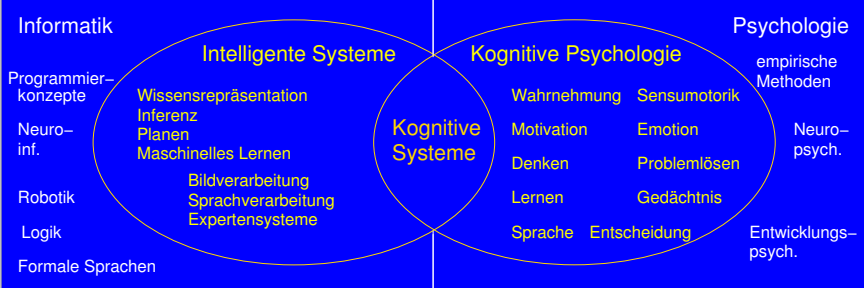 Informatik
Psychologie
Intelligente Systeme
Kognitive Psychologie
Programmier–
konzepte
Neuro–
inf.
Robotik
Logik
Formale Sprachen
Wissensrepräsentation
Inferenz
Planen
Maschinelles Lernen
Bildverarbeitung
Sprachverarbeitung
Expertensysteme
Kognitive
Systeme
Wahrnehmung Sensumotorik
Motivation Emotion
Denken Problemlösen
Lernen Gedächtnis
Sprache Entscheidung
empirische
Methoden
Neuro–
psych.
Entwicklungs–
psych.